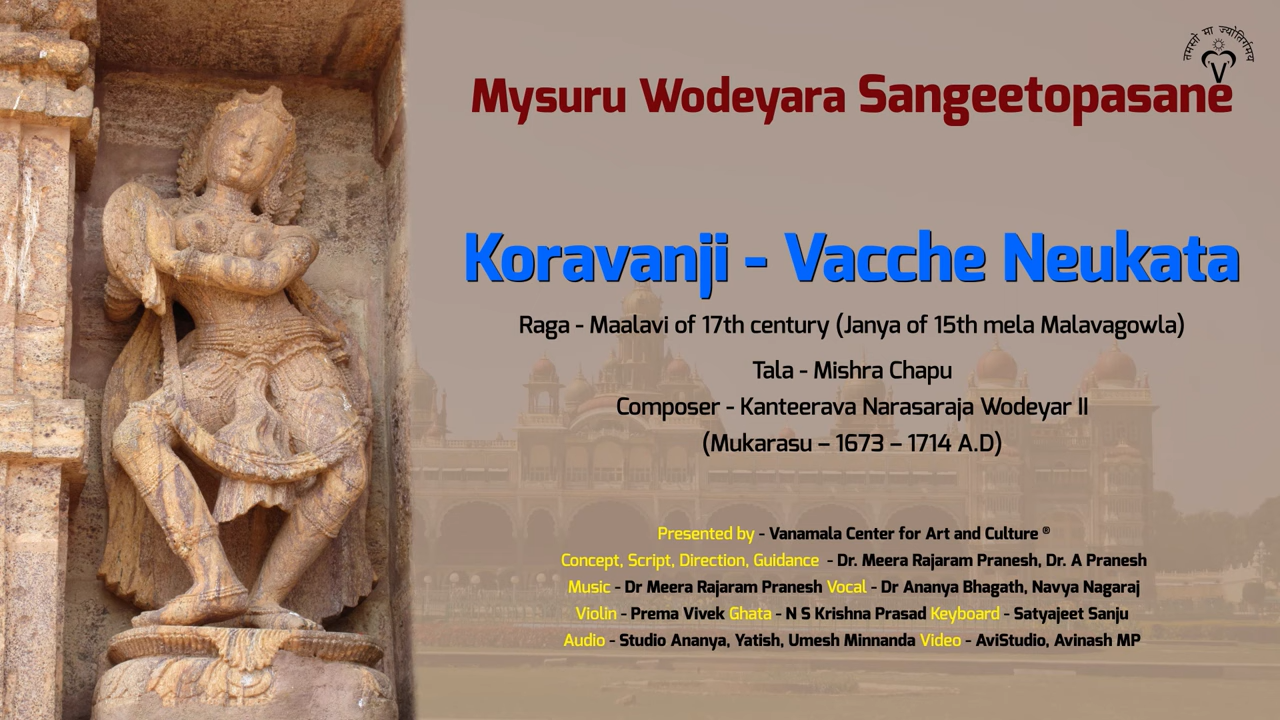 तमसो मा ज्योतिर्गमय
Mysuru Wodeyara Sangeetopasane
Koravanji - Vacche Neukata
Raga - Maalavi of 17th century (Janya of 15th mela Malavagowla)
Tala - Mishra Chapu
Composer - Kanteerava Narasaraja Wodeyar II
(Mukarasu – 1673 – 1714 A.D)
Presented by - Vanamala Center for Art and Culture ®
Concept, Script, Direction, Guidance - Dr. Meera Rajaram Pranesh, Dr. A Pranesh
Music - Dr Meera Rajaram Pranesh Vocal - Dr Ananya Bhagath, Navya Nagaraj
Violin - Prema Vivek Ghata - N S Krishna Prasad Keyboard - Satyajeet Sanju
Audio - Studio Ananya, Yatish, Umesh Minnanda Video - AviStudio, Avinash MP